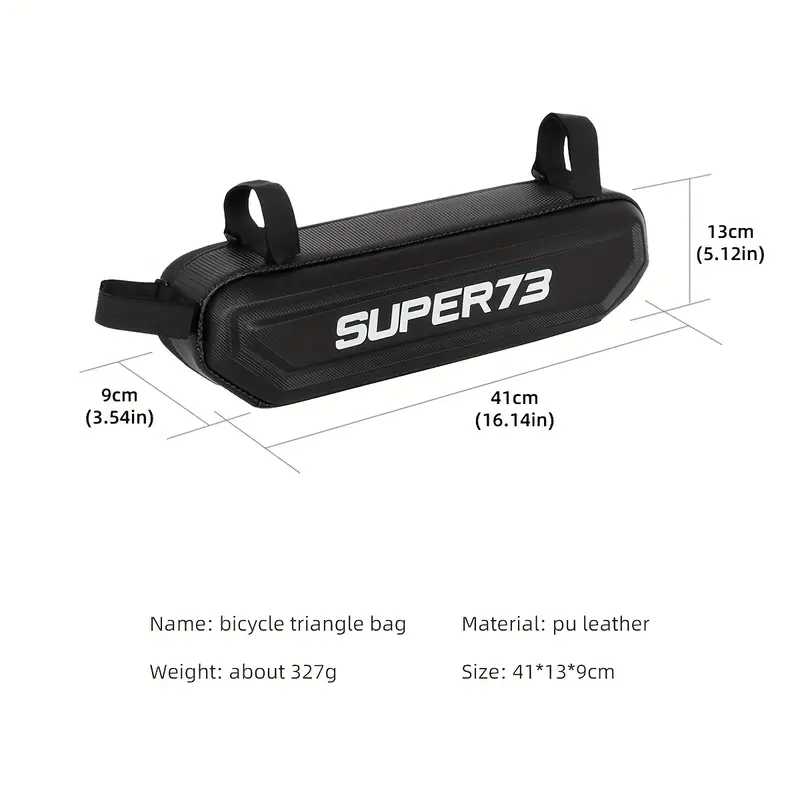 SUPER73
13cm
(5.12in)
9cm
(3.54in)
41cm
(16.14in)
Name: bicycle triangle bag
Material: pu leather
Weight: about 327g
Size: 41*13*9cm